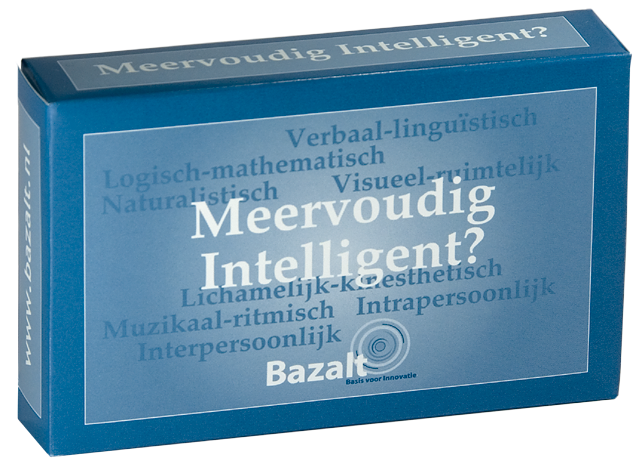 Meervoudig Intelligent?
www.bazalt.nl
Verbaal-linguïstisch
Logisch-mathematisch
Naturalistisch Visueel-ruimtelijk
Meervoudig
Intelligent?
Lichamelijk-kinesthetisch
Muzikaal-ritmisch Intrapersoonlijk
Interpersoonlijk
Bazalt
Basis voor Innovatie